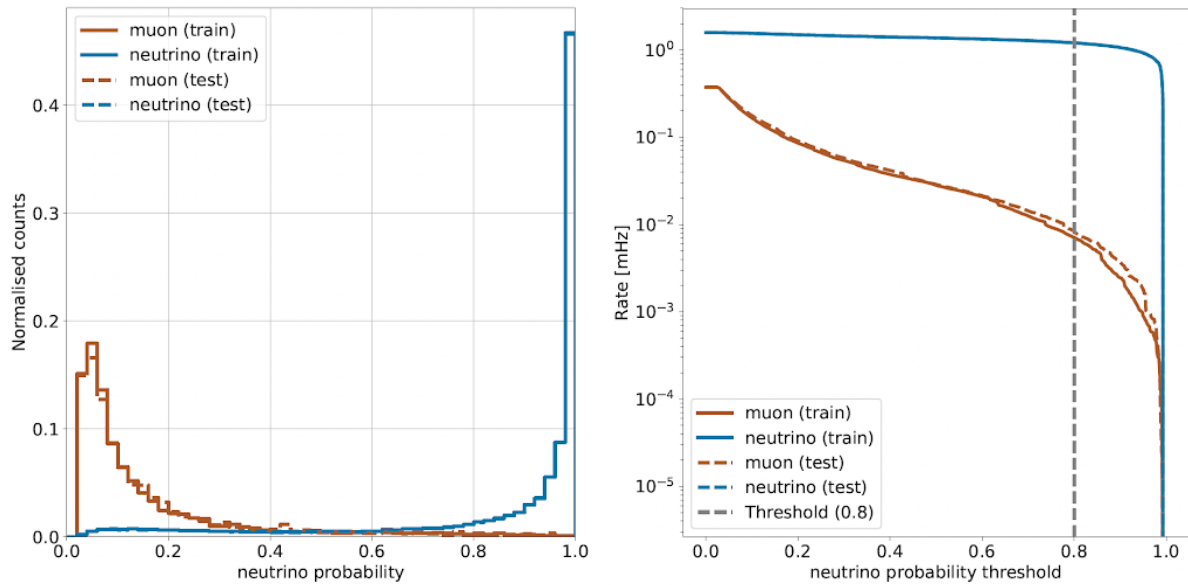 muon (train)
neutrino (train)
muon (test)
neutrino (test)
Normalised counts
0.4
0.3
0.2
0.1
0.0
0.0 0.2 0.4 0.6 0.8 1.0
neutrino probability
Rate [mHz]
10⁰
10⁻¹
10⁻²
10⁻³
10⁻⁴
10⁻⁵
muon (train)
neutrino (train)
muon (test)
neutrino (test)
Threshold (0.8)
0.0 0.2 0.4 0.6 0.8 1.0
neutrino probability threshold